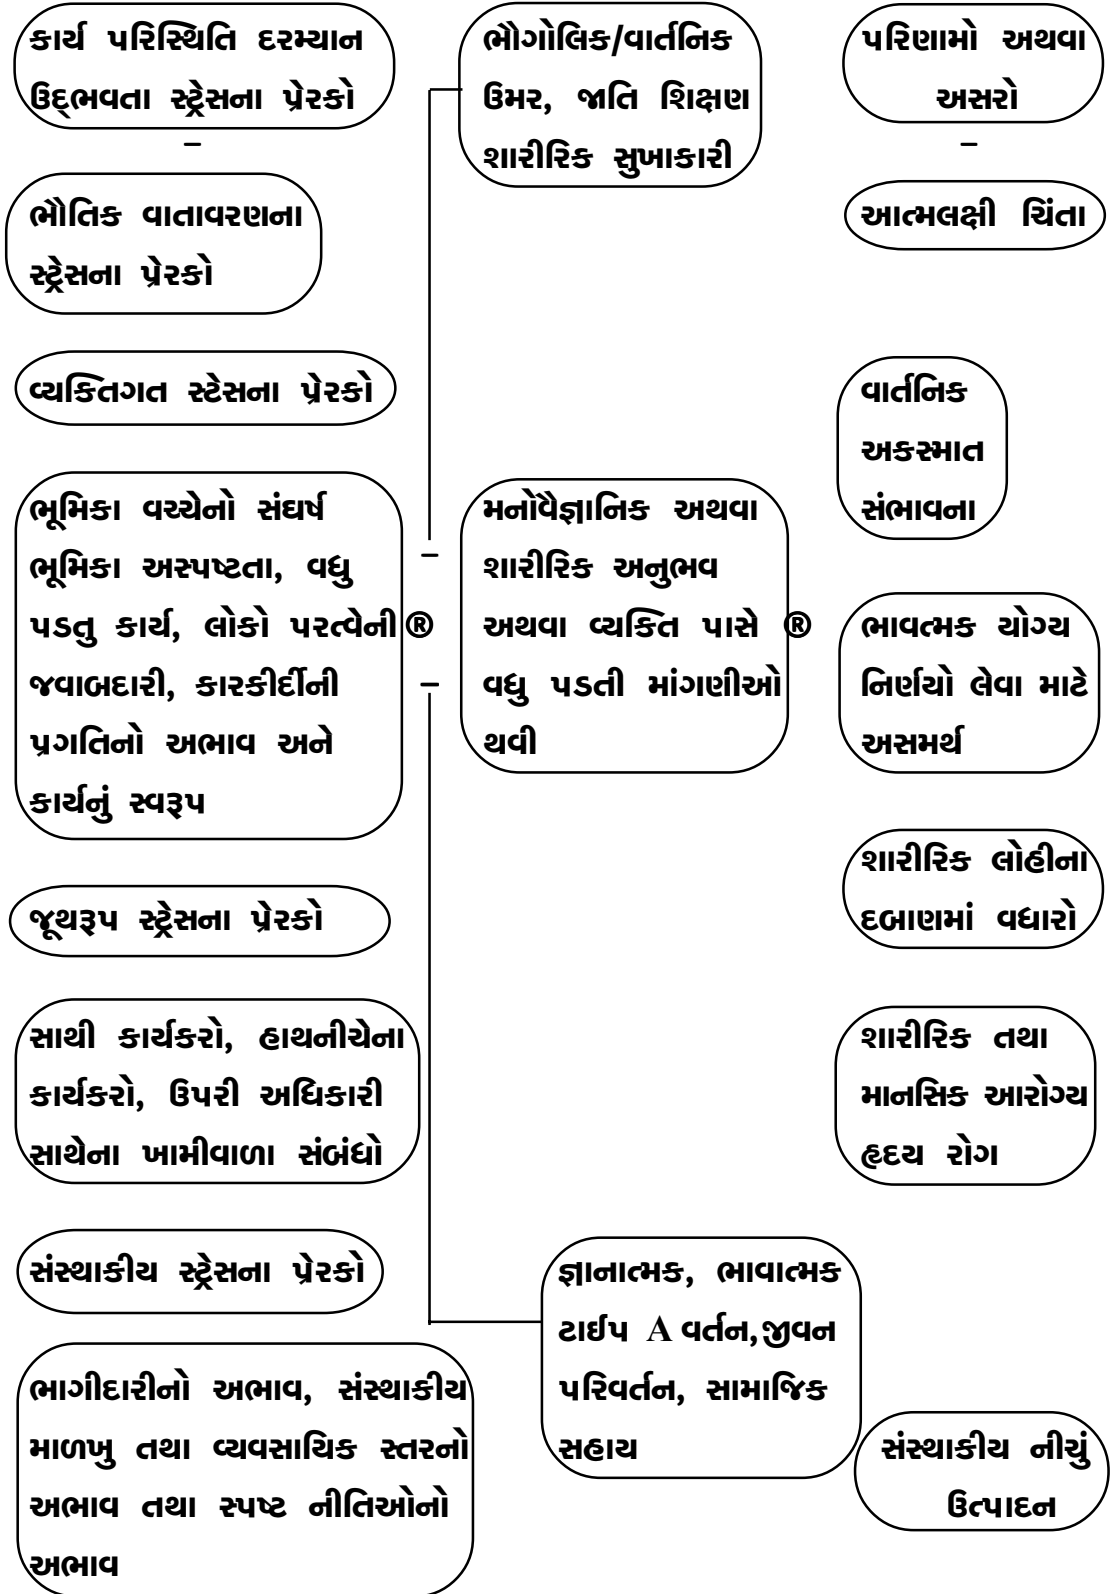 કાર્ય પરિસ્થિતિ દરમ્યાન
ઉદ્‌ભવતા સ્ટ્રેસના પ્રેરકો
–
ભૌતિક વાતાવરણના
સ્ટ્રેસના પ્રેરકો
વ્યક્તિગત સ્ટેસના પ્રેરકો
ભૂમિકા વચ્ચેનો સંઘર્ષ
ભૂમિકા અસ્પષ્ટતા, વધુ
પડતુ કાર્ય, લોકો પરત્વેની ®
જવાબદારી, કારકીર્દીની
પ્રગતિનો અભાવ અને
કાર્યનું સ્વરૂપ
જૂથરૂપ સ્ટ્રેસના પ્રેરકો
સાથી કાર્યકરો, હાથનીચેના
કાર્યકરો, ઉપરી અધિકારી
સાથેના ખામીવાળા સંબંધો
સંસ્થાકીય સ્ટ્રેસના પ્રેરકો
ભાગીદારીનો અભાવ, સંસ્થાકીય
માળખુ તથા વ્યવસાયિક સ્તરનો
અભાવ તથા સ્પષ્ટ નીતિઓનો
અભાવ
ભૌગોલિક/વાર્તનિક
ઉમર, જાતિ શિક્ષણ
શારીરિક સુખાકારી
–
–
મનોવૈજ્ઞાનિક અથવા
શારીરિક અનુભવ
અથવા વ્યક્તિ પાસે ®
વધુ પડતી માંગણીઓ
થવી
જ્ઞાનાત્મક, ભાવાત્મક
ટાઈપ A વર્તન,જીવન
પરિવર્તન, સામાજિક
સહાય
પરિણામો અથવા
અસરો
–
આત્મલક્ષી ચિંતા
વાર્તનિક
અકસ્માત
સંભાવના
ભાવત્મક યોગ્ય
નિર્ણયો લેવા માટે
અસમર્થ
શારીરિક લોહીના
દબાણમાં વધારો
શારીરિક તથા
માનસિક આરોગ્ય
હૃદય રોગ
સંસ્થાકીય નીચું
ઉત્પાદન